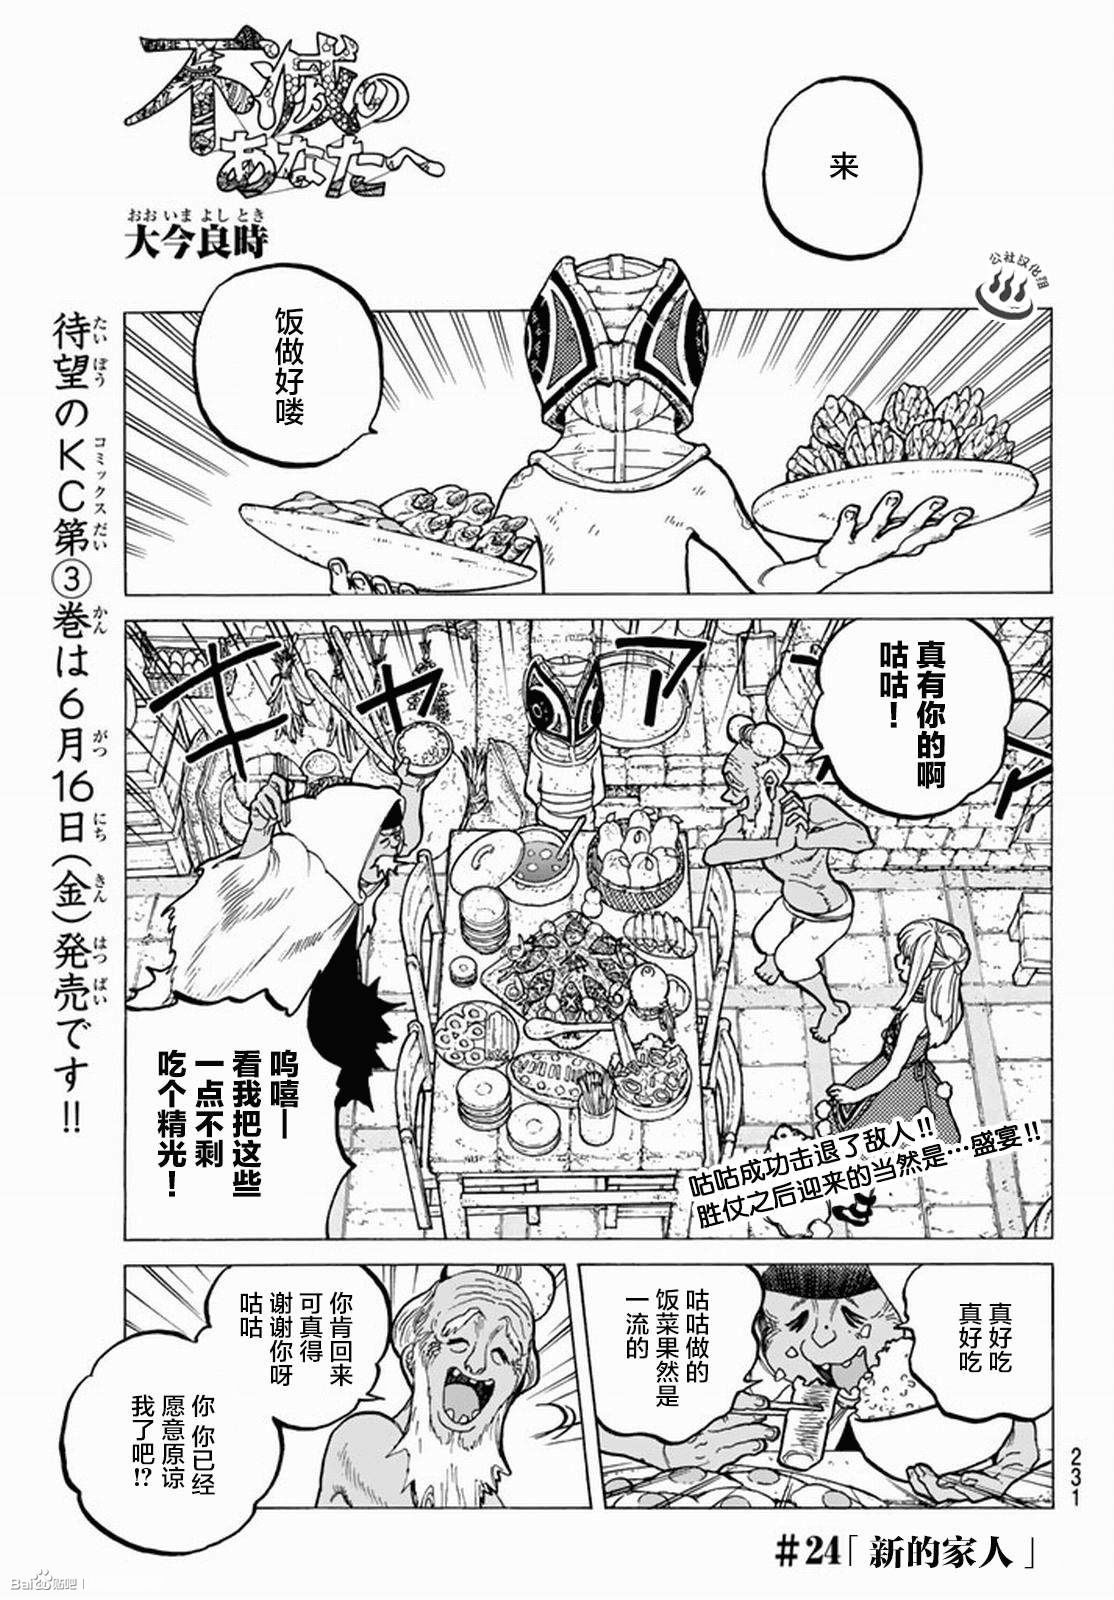 不滅の
あなたへ
おおいまよしとき
大今良時
来
公社汉化组
饭做好喽
たいぼう コミックスだい かん がつ にち きん はつばい
待望のKC第③巻は6月16日(金)発売です!!
真有你的啊
咕咕！
キャァァ
呜嘻—
看我把这些
一点不剩
吃个精光！
咕咕成功击退了敌人!!
胜仗之后迎来的当然是…盛宴!!
真好吃
真好吃
咕咕做的
饭菜果然是
一流的
你肯回来
可真得
谢谢你呀
咕咕
你 你已经
愿意原谅
我了吧!?
231
#24「新的家人」
Bai du 贴吧